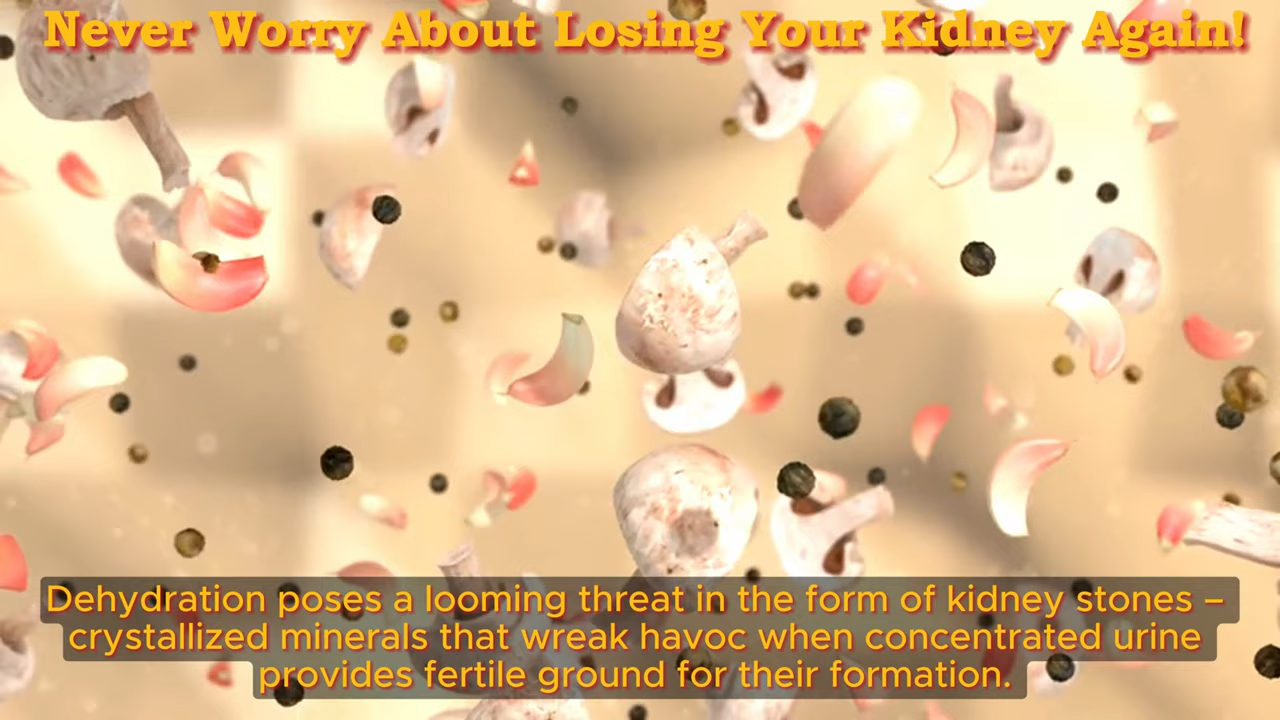 Never Worry About Losing Your Kidney Again!
Dehydration poses a looming threat in the form of kidney stones –
crystallized minerals that wreak havoc when concentrated urine
provides fertile ground for their formation.